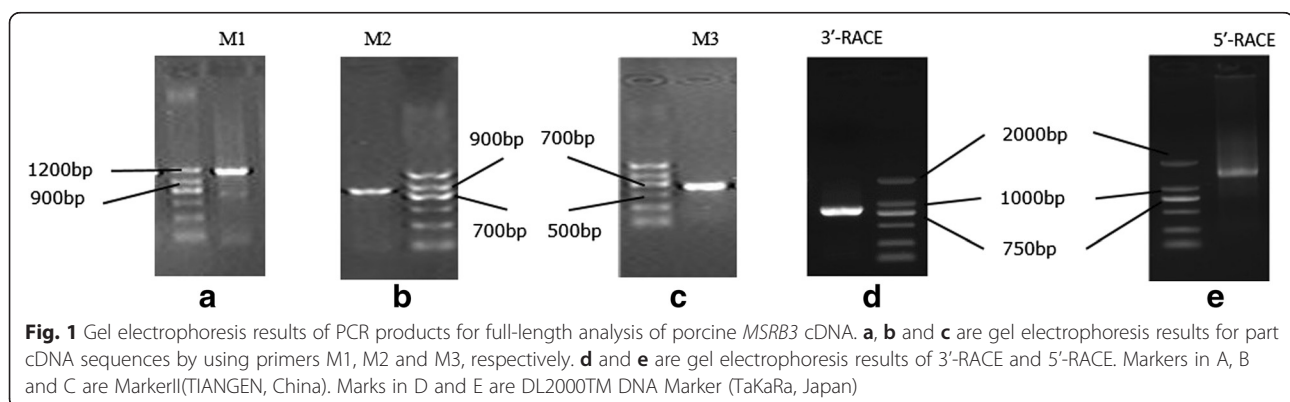 M1 M2 M3 3′-RACE 5′-RACE
1200bp
900bp
900bp
700bp
700bp
500bp
2000bp
1000bp
750bp
a b c d e
Fig. 1 Gel electrophoresis results of PCR products for full-length analysis of porcine MSRB3 cDNA. a, b and c are gel electrophoresis results for part
cDNA sequences by using primers M1, M2 and M3, respectively. d and e are gel electrophoresis results of 3′-RACE and 5′-RACE. Markers in A, B
and C are MarkerII(TIANGEN, China). Marks in D and E are DL2000TM DNA Marker (TaKaRa, Japan)